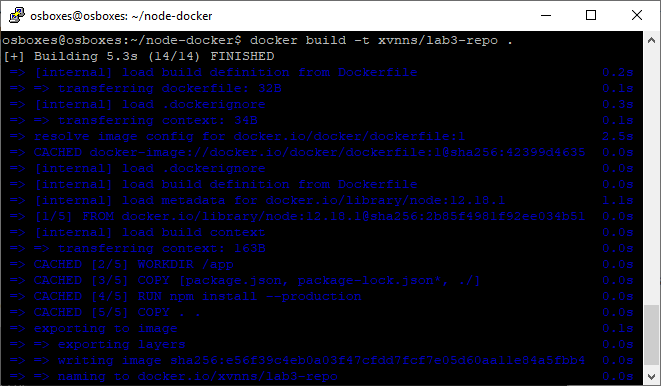 osboxes@osboxes: ~/node-docker
osboxes@osboxes:~/node-docker$ docker build -t xvnns/lab3-repo .
[+] Building 5.3s (14/14) FINISHED
=> [internal] load build definition from Dockerfile 0.2s
=> => transferring dockerfile: 32B 0.1s
=> [internal] load .dockerignore 0.3s
=> => transferring context: 34B 0.1s
=> resolve image config for docker.io/docker/dockerfile:1 2.5s
=> CACHED docker-image://docker.io/docker/dockerfile:1@sha256:42399d4635 0.0s
=> [internal] load .dockerignore 0.0s
=> [internal] load build definition from Dockerfile 0.0s
=> [internal] load metadata for docker.io/library/node:12.18.1 1.1s
=> [1/5] FROM docker.io/library/node:12.18.1@sha256:2b85f4981f92ee034b51 0.0s
=> [internal] load build context 0.0s
=> => transferring context: 163B 0.0s
=> CACHED [2/5] WORKDIR /app 0.0s
=> CACHED [3/5] COPY [package.json, package-lock.json*, ./] 0.0s
=> CACHED [4/5] RUN npm install --production 0.0s
=> CACHED [5/5] COPY . . 0.0s
=> exporting to image 0.1s
=> => exporting layers 0.0s
=> => writing image 0.0s
=> => naming to docker.io/xvnns/lab3-repo 0.0s